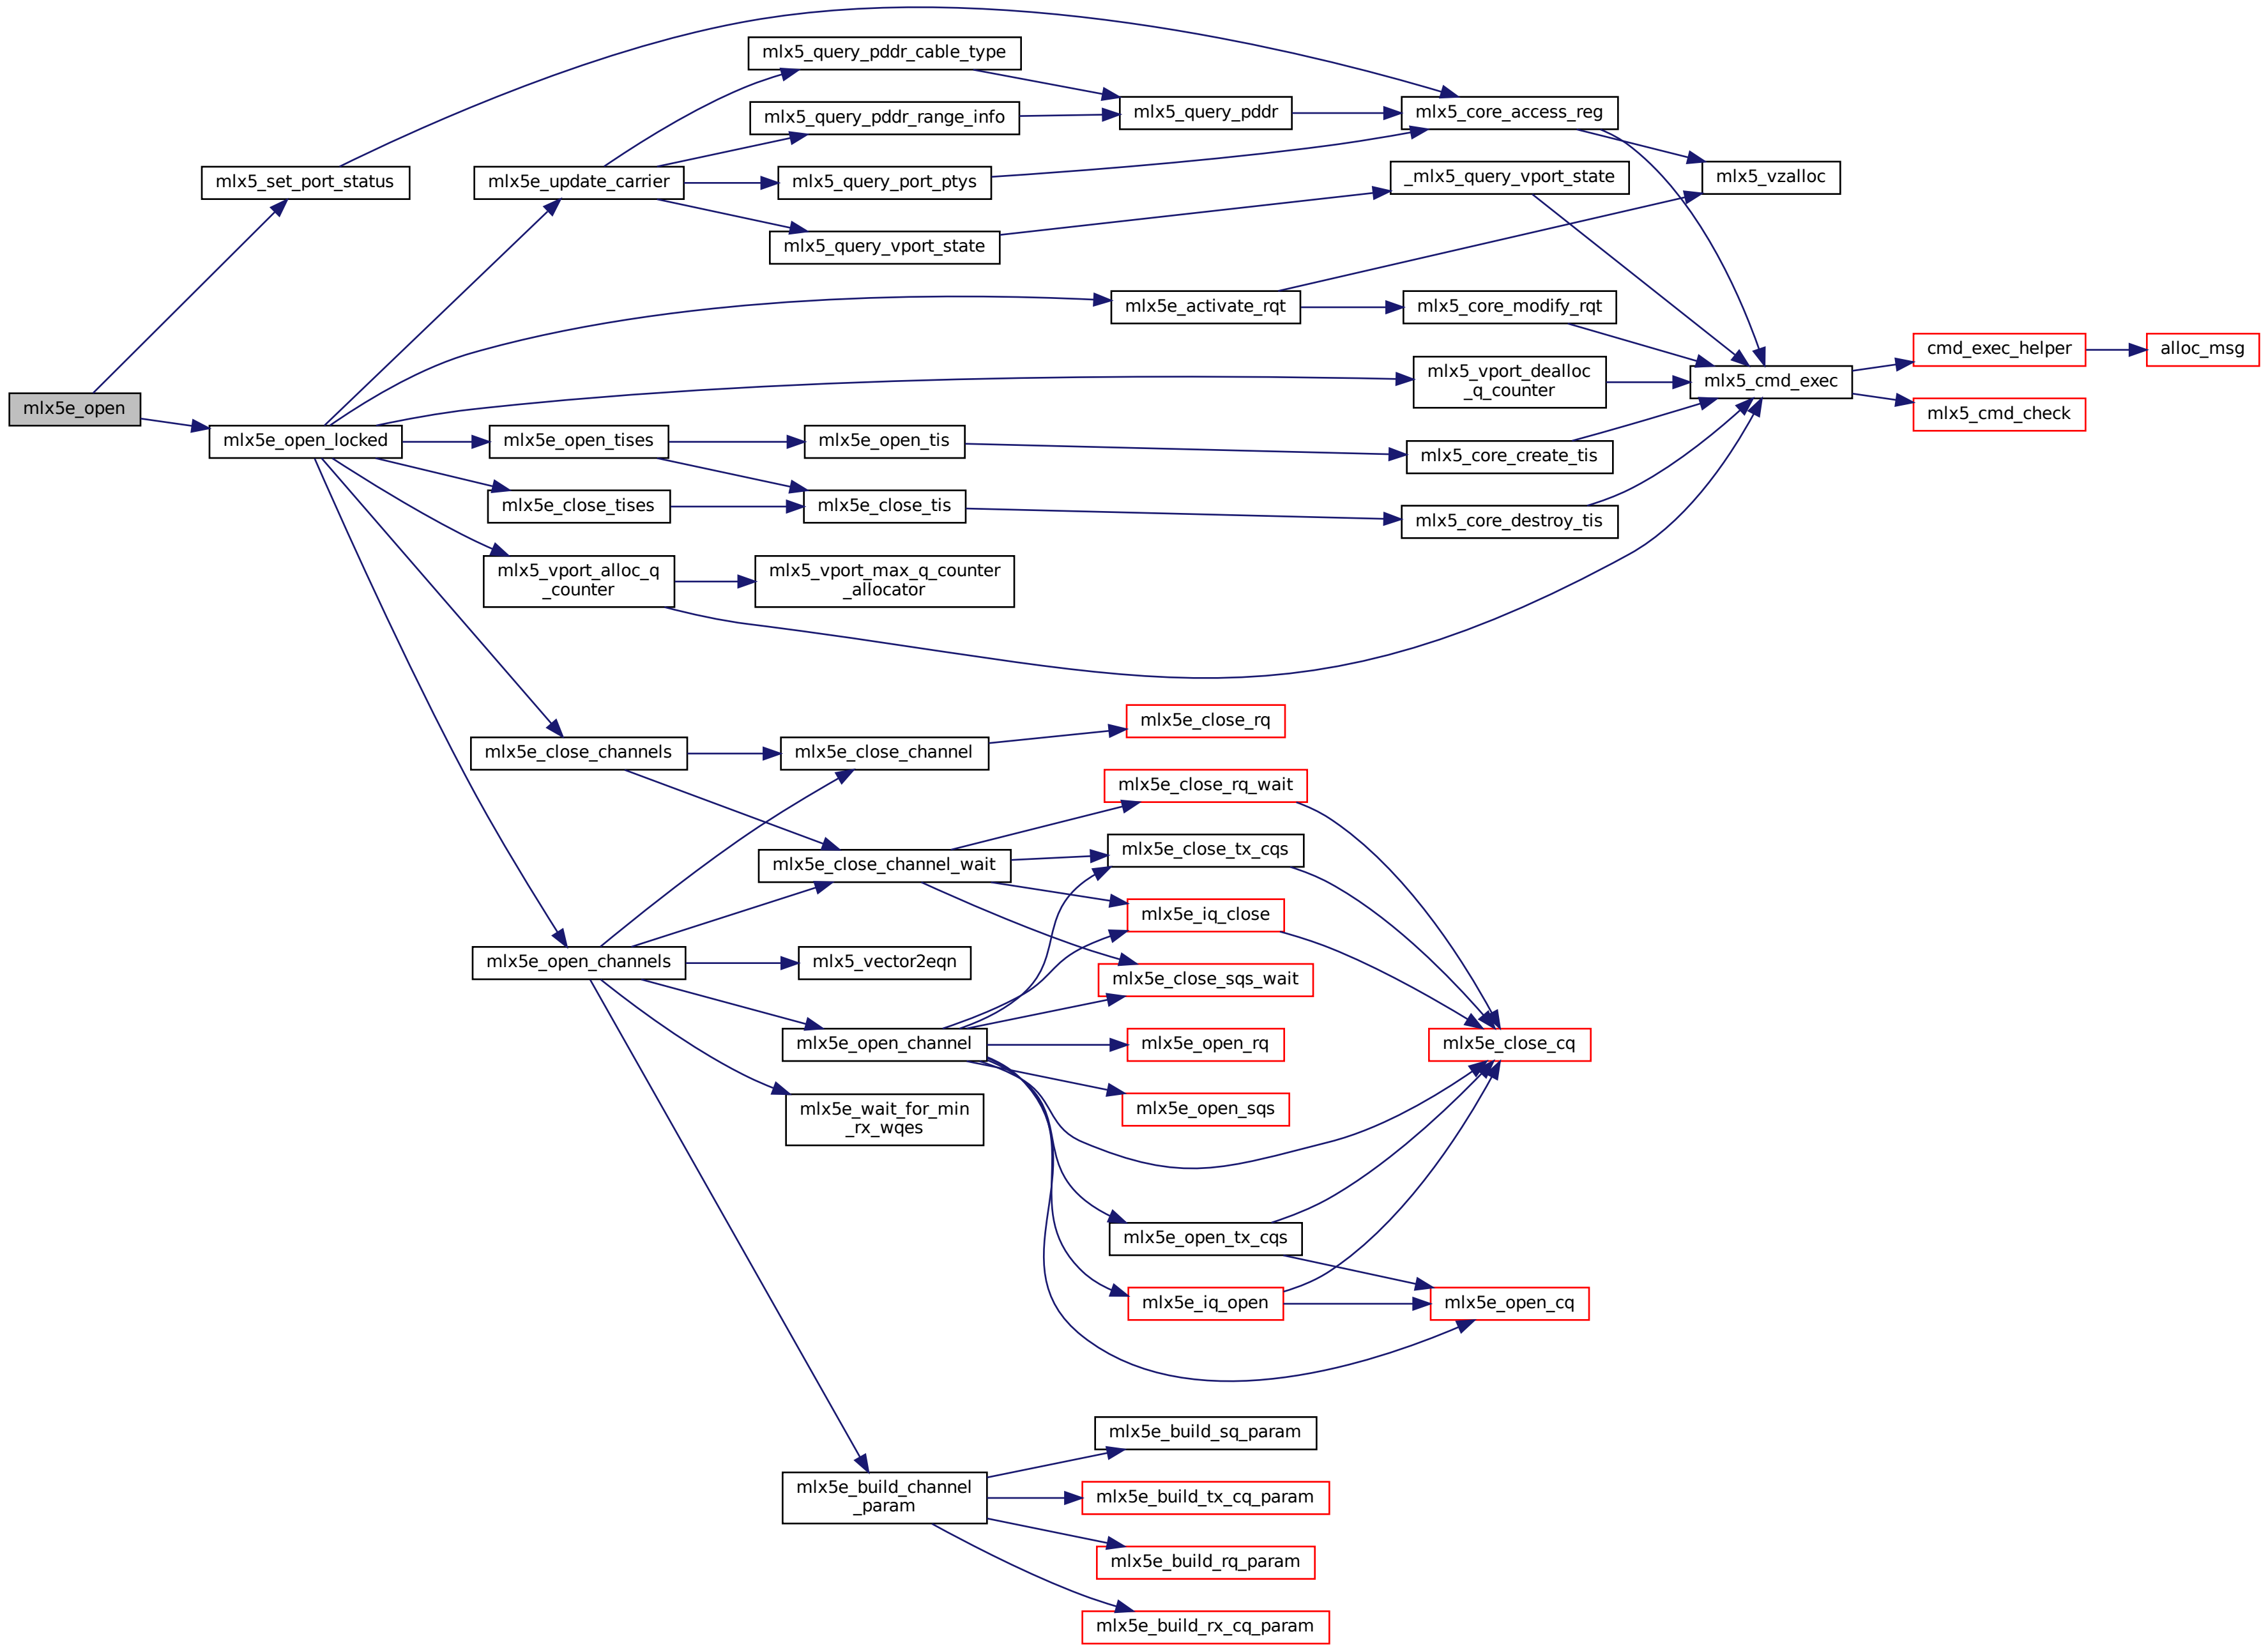 mlx5e_open
mlx5_set_port_status
mlx5e_open_locked
mlx5e_update_carrier
mlx5e_open_tises
mlx5e_close_tises
mlx5_vport_alloc_q
_counter
mlx5e_close_channels
mlx5e_open_channels
mlx5_query_pddr_cable_type
mlx5_query_pddr_range_info
mlx5_query_port_ptys
mlx5_query_vport_state
mlx5e_open_tis
mlx5e_close_tis
mlx5_vport_max_q_counter
_allocator
mlx5e_close_channel
mlx5e_close_channel_wait
mlx5_vector2eqn
mlx5e_open_channel
mlx5e_wait_for_min
_rx_wqes
mlx5e_build_channel
_param
mlx5_query_pddr
mlx5e_activate_rqt
mlx5e_close_rq
mlx5e_close_rq_wait
mlx5e_close_tx_cqs
mlx5e_iq_close
mlx5e_close_sqs_wait
mlx5e_open_rq
mlx5e_open_sqs
mlx5e_open_tx_cqs
mlx5e_iq_open
mlx5e_build_sq_param
mlx5e_build_tx_cq_param
mlx5e_build_rq_param
mlx5e_build_rx_cq_param
mlx5_core_access_reg
_mlx5_query_vport_state
mlx5_core_modify_rqt
mlx5_vport_dealloc
_q_counter
mlx5_core_create_tis
mlx5_core_destroy_tis
mlx5e_close_cq
mlx5e_open_cq
mlx5_vzalloc
mlx5_cmd_exec
cmd_exec_helper
mlx5_cmd_check
alloc_msg